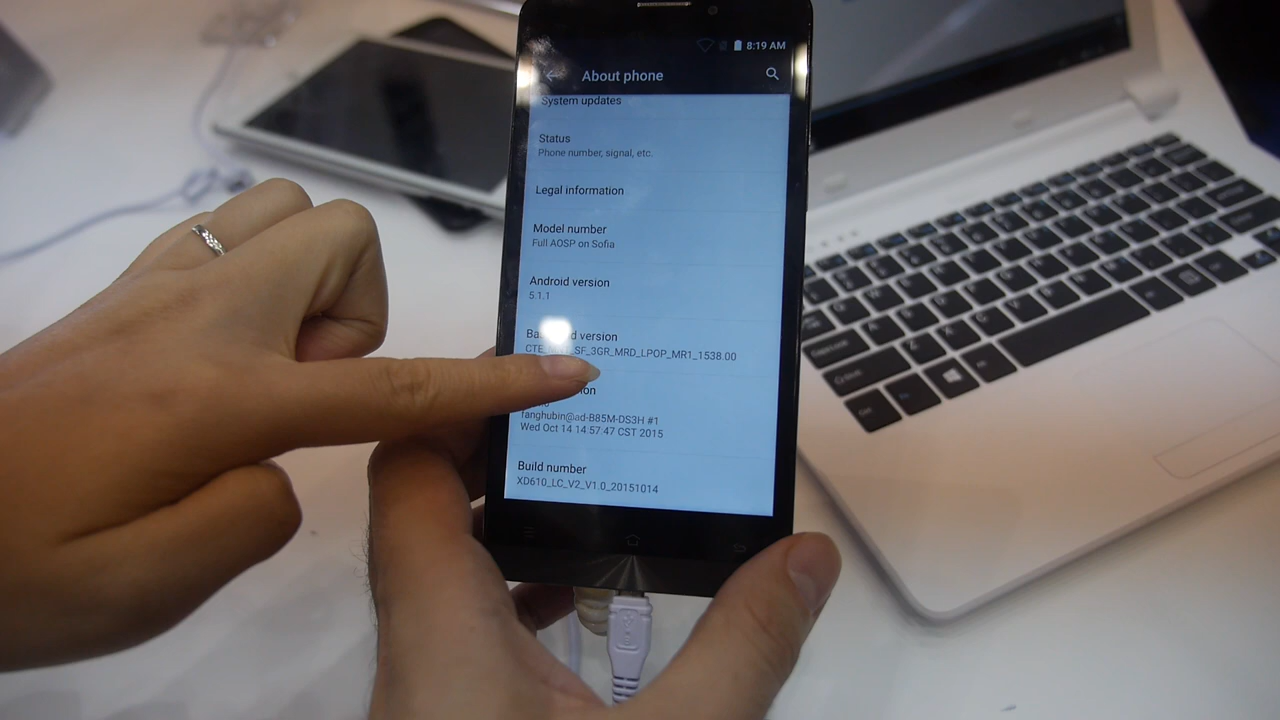 8:19 AM
About phone
System updates
Status
Phone number, signal, etc.
Legal information
Model number
Full AOSP on Sofia
Android version
5.1.1
version
SF_3GR_MRD_LPOP_MR1_1538.00
fanghubin@ad-B85M-DS3H #1
Wed Oct 14 14:57:47 CST 2015
Build number
XD610_LC_V2_V1.0_20151014